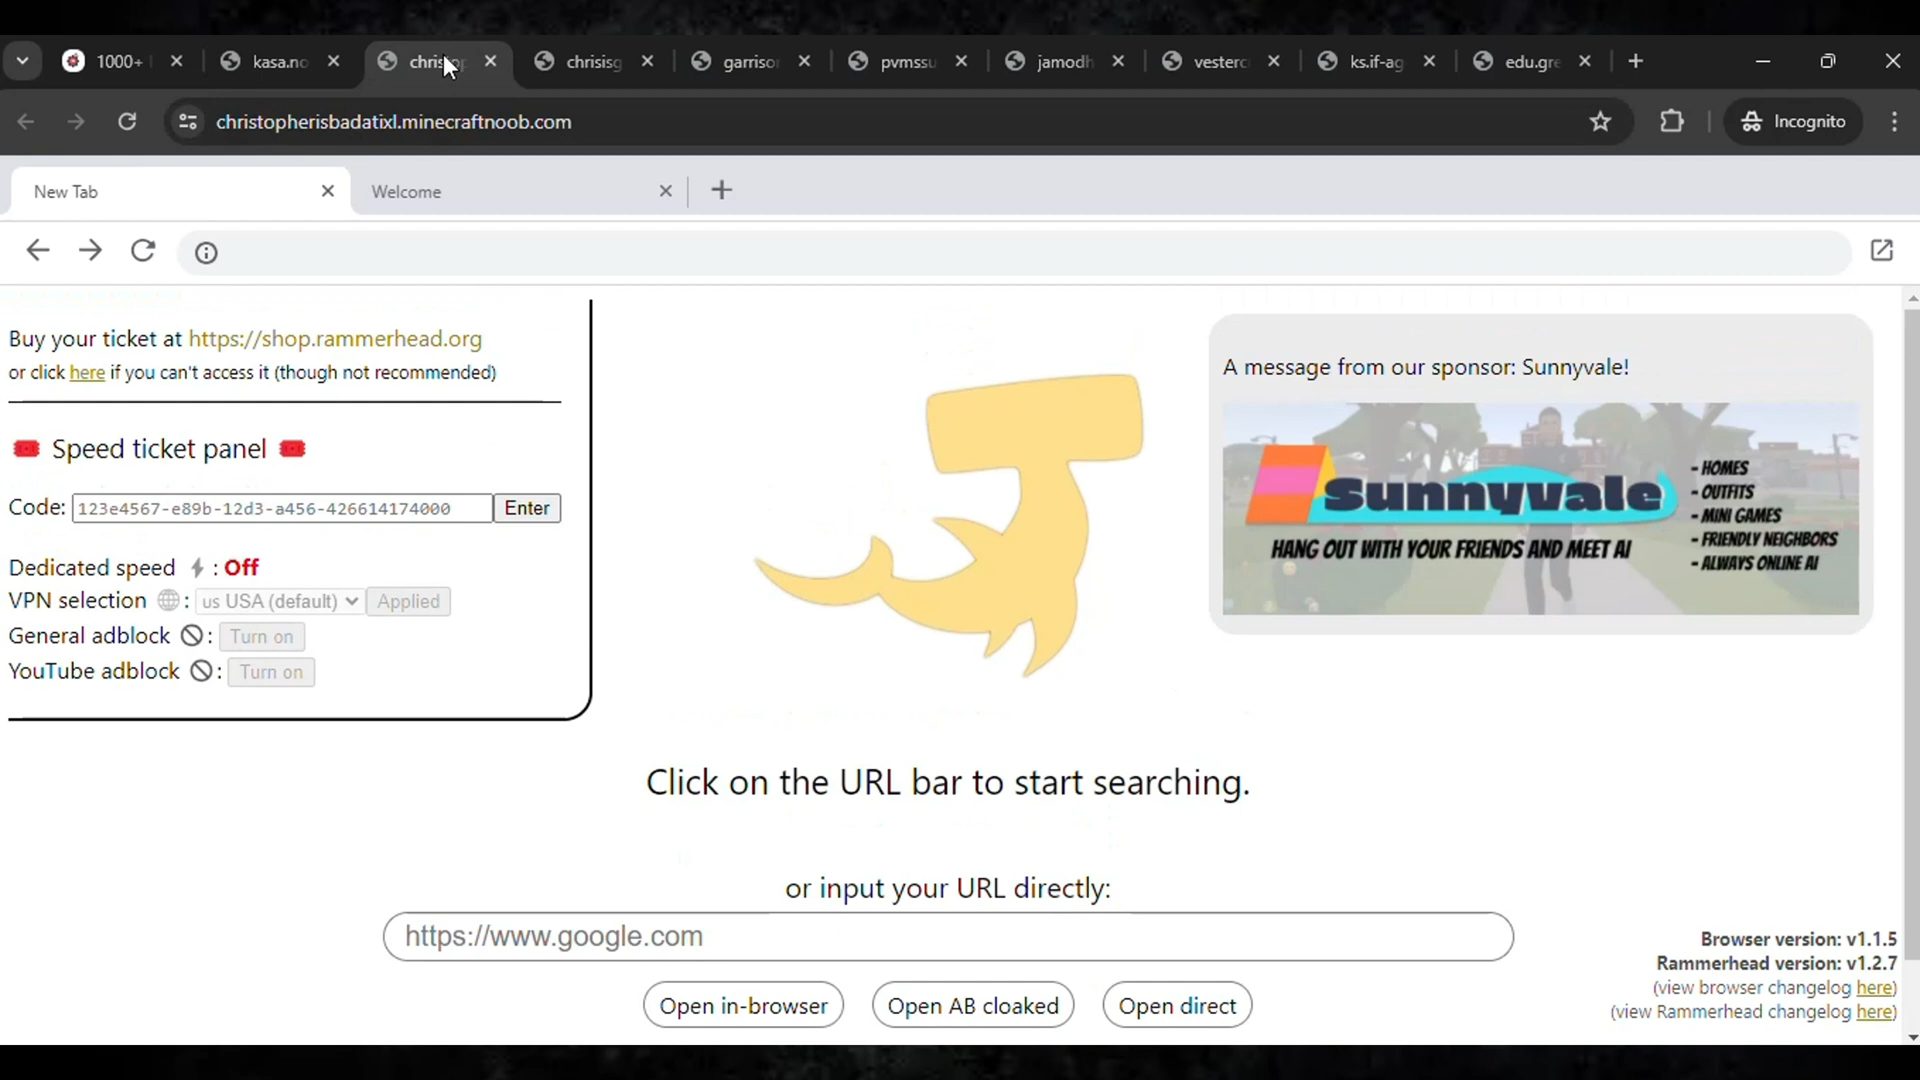 1000+
kasa.no
chris
chrisisg
garrison
pvmssu
jamodh
vesterc
ks.if-ag
edu.gre
christopherisbadatixl.minecraftnoob.com
Incognito
New Tab
Welcome
Buy your ticket at https://shop.rammerhead.org
or click here if you can't access it (though not recommended)
Speed ticket panel
Code: 123e4567-e89b-12d3-a456-426614174000 Enter
Dedicated speed : Off
VPN selection : us USA (default) Applied
General adblock : Turn on
YouTube adblock : Turn on
A message from our sponsor: Sunnyvale!
Sunnyvale
HANG OUT WITH YOUR FRIENDS AND MEET AI
- HOMES
- OUTFITS
- MINI GAMES
- FRIENDLY NEIGHBORS
- ALWAYS ONLINE AI
Click on the URL bar to start searching.
or input your URL directly:
https://www.google.com
Open in-browser
Open AB cloaked
Open direct
Browser version: v1.1.5
Rammerhead version: v1.2.7
(view browser changelog here)
(view Rammerhead changelog here)